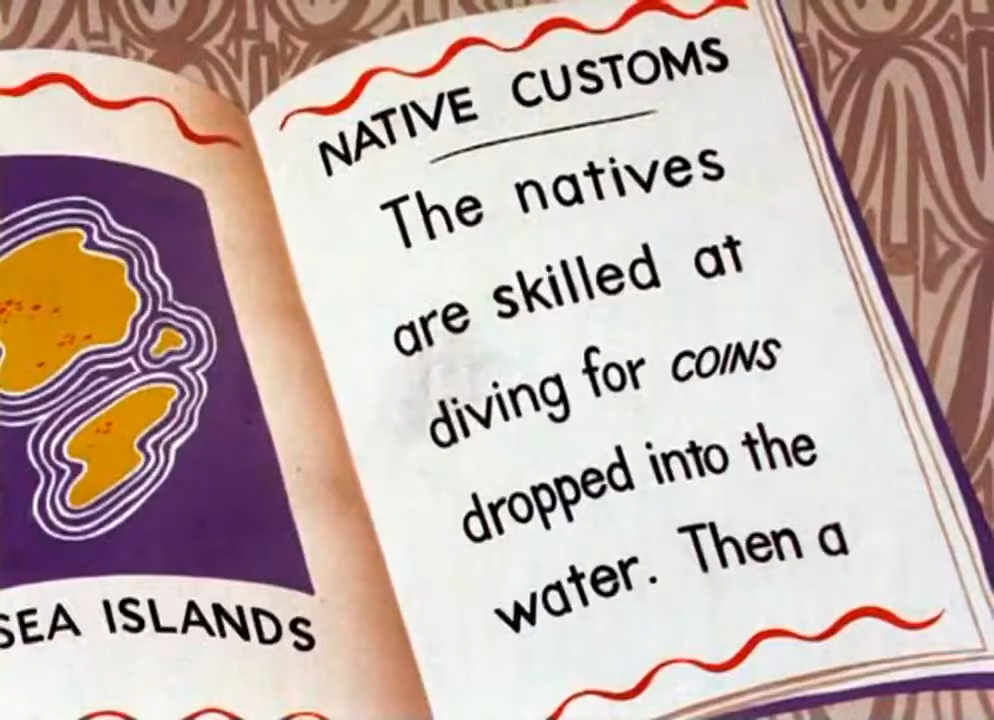 SEA ISLANDS
NATIVE CUSTOMS
The natives
are skilled at
diving for COINS
dropped into the
water. Then a